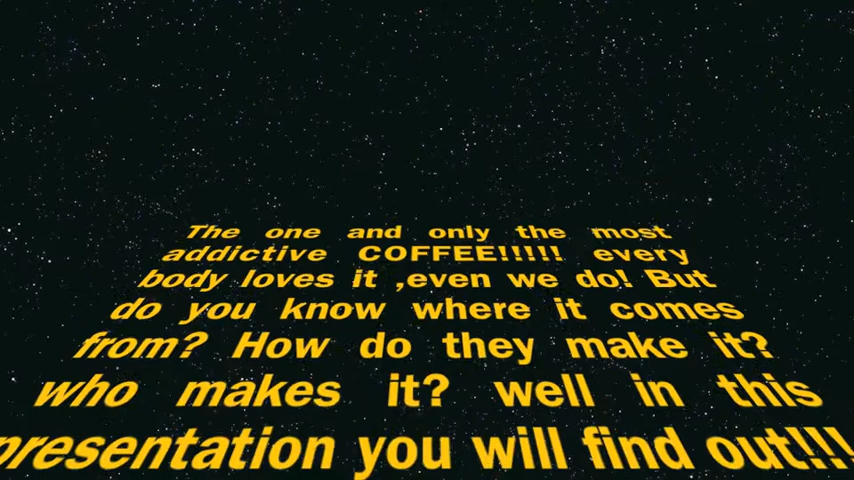 The one and only the most
addictive COFFEE!!!!! every
body loves it ,even we do! But
do you know where it comes
from? How do they make it?
who makes it? well in this
presentation you will find out!!!